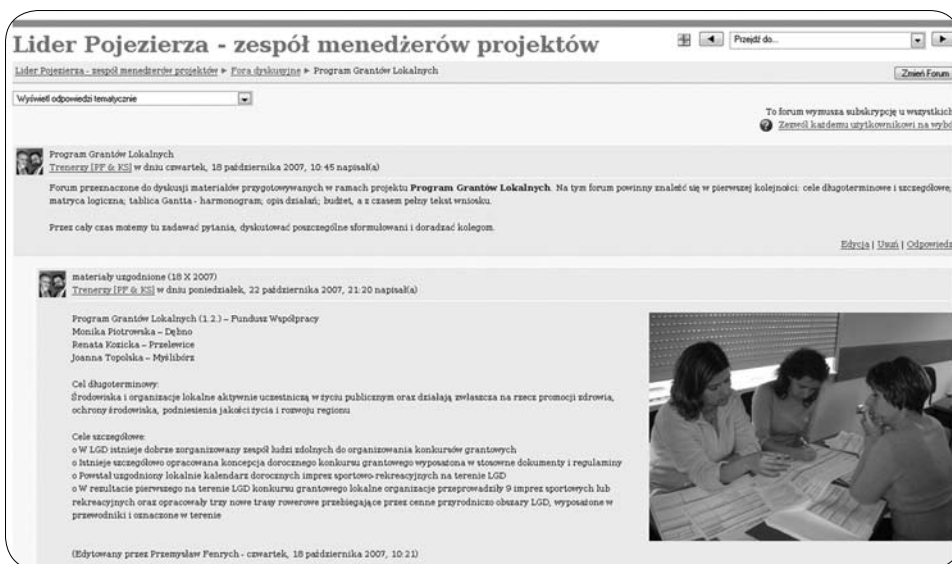 Lider Pojezierza - zespół menedżerów projektów
Przejdź do...
Lider Pojezierza - zespół menedżerów projektów ► Fora dyskusyjne ► Program Grantów Lokalnych
Zmień Forum
Wyświetl odpowiedzi tematycznie
To forum wymusza subskrypcję u wszystkich
Zezwól każdemu użytkownikowi na wybó
Program Grantów Lokalnych
Trenerzy [PF & KS] w dniu czwartek, 18 października 2007, 10:45 napisał(a)
Forum przeznaczone do dyskusji materiałów przygotowywanych w ramach projektu Program Grantów Lokalnych. Na tym forum powinny znaleźć się w pierwszej kolejności: cele długoterminowe i szczegółowe;
matryca logiczna; tablica Gantta - harmonogram; opis działań; budżet, a z czasem pełny tekst wniosku.
Przez cały czas możemy tu zadawać pytania, dyskutować poszczególne sformułowani i doradzać kolegom.
Edycja | Usuń | Odpowiedz
materiały uzgodnione (18 X 2007)
Trenerzy [PF & KS] w dniu poniedziałek, 22 października 2007, 21:20 napisał(a)
Program Grantów Lokalnych (1.2.) – Fundusz Współpracy
Monika Piotrowska – Dębno
Renata Kozicka – Przelewice
Joanna Topolska – Myślibórz
Cel długoterminowy:
Środowiska i organizacje lokalne aktywnie uczestniczą w życiu publicznym oraz działają zwłaszcza na rzecz promocji zdrowia,
ochrony środowiska, podniesienia jakości życia i rozwoju regionu
Cele szczegółowe:
o W LGD istnieje dobrze zorganizowany zespół ludzi zdolnych do organizowania konkursów grantowych
o Istnieje szczegółowo opracowana koncepcja dorocznego konkursu grantowego wyposażona w stosowne dokumenty i regulaminy
o Powstał uzgodniony lokalnie kalendarz dorocznych imprez sportowo-rekreacyjnych na terenie LGD
o W rezultacie pierwszego na terenie LGD konkursu grantowego lokalne organizacje przeprowadziły 9 imprez sportowych lub
rekreacyjnych oraz opracowały trzy nowe trasy rowerowe przebiegające przez cenne przyrodniczo obszary LGD, wyposażone w
przewodniki i oznaczone w terenie
(Edytowany przez Przemysław Fenrych - czwartek, 18 października 2007, 10:21)